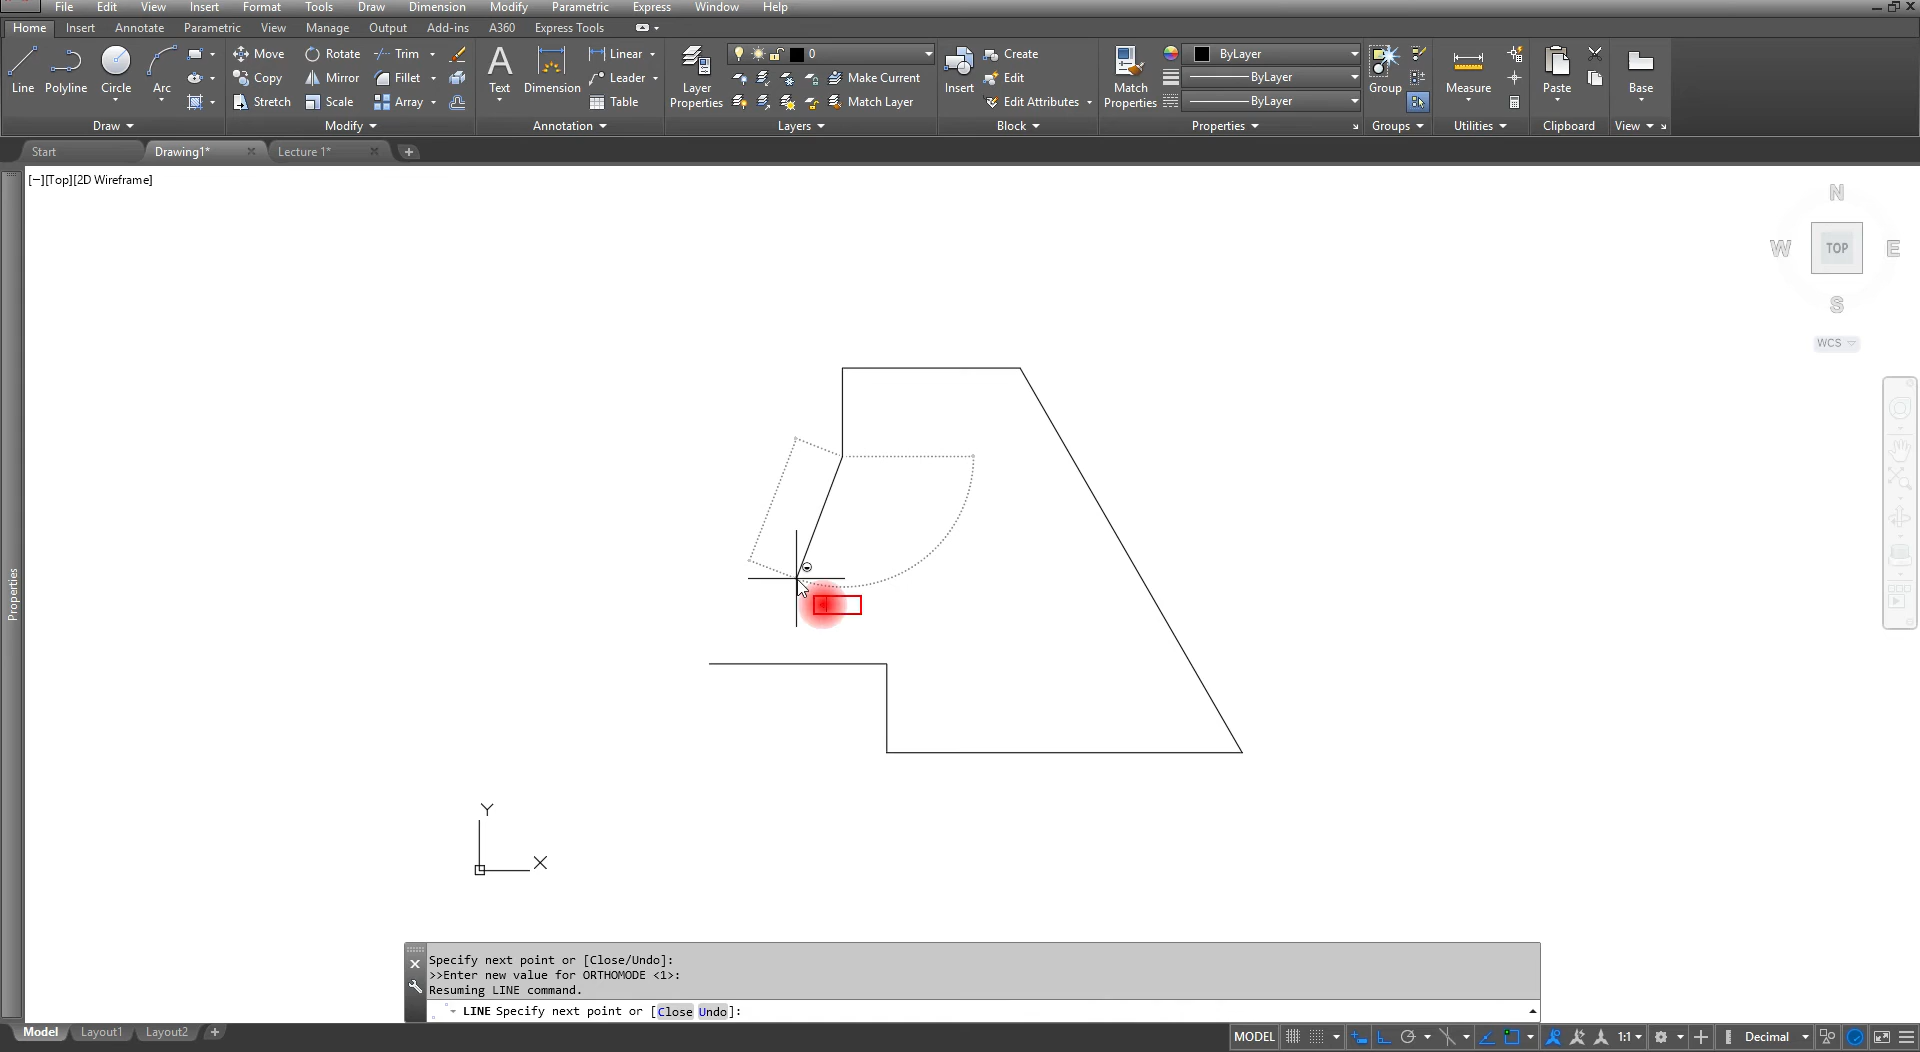 File Edit View Insert Format Tools Draw Dimension Modify Parametric Express Window Help
Home Insert Annotate Parametric View Manage Output Add-ins A360 Express Tools
Line Polyline Circle Arc
Draw
Move Rotate Trim
Copy Mirror Fillet
Stretch Scale Array
Modify
Text Dimension
Linear
Leader
Table
Annotation
Layer Properties
0
Make Current
Match Layer
Layers
Insert
Create
Edit
Edit Attributes
Block
Match Properties
ByLayer
ByLayer
ByLayer
Properties
Group
Groups
Measure
Utilities
Paste
Clipboard
Base
View
Start Drawing1* Lecture 1*
[−][Top][2D Wireframe]
N
W TOP E
S
WCS
Properties
Y
X
Specify next point or [Close/Undo]:
>>Enter new value for ORTHOMODE <1>:
Resuming LINE command.
LINE Specify next point or [Close Undo]:
Model Layout1 Layout2
MODEL 1:1 Decimal